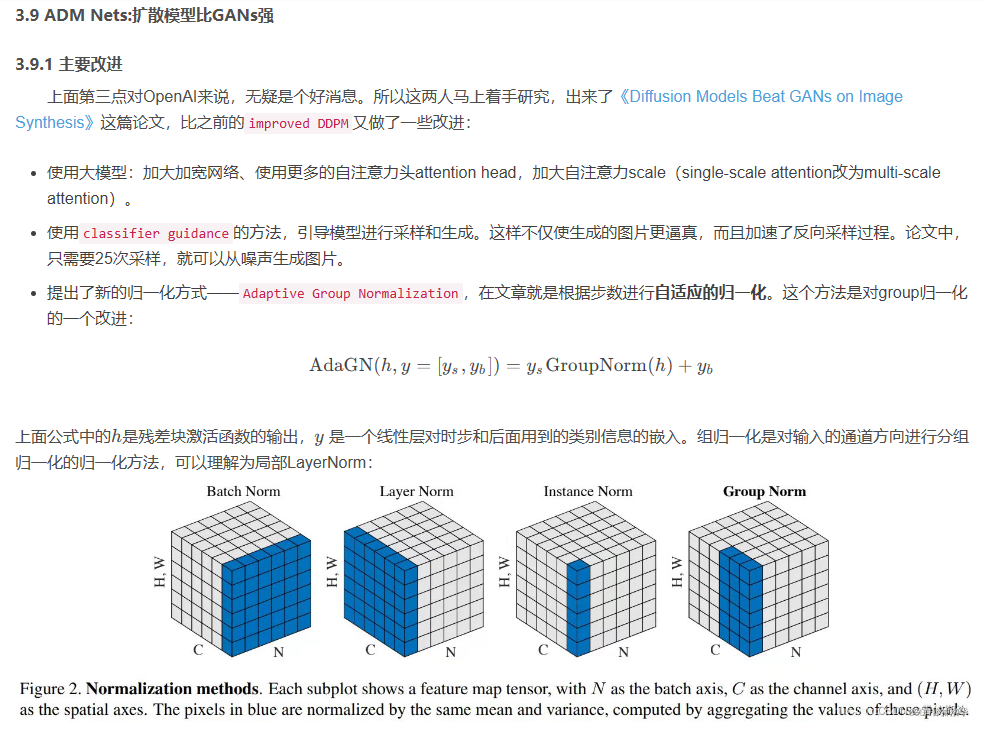 3.9 ADM Nets:扩散模型比GANs强
3.9.1 主要改进
上面第三点对OpenAI来说，无疑是个好消息。所以这两人马上着手研究，出来了《Diffusion Models Beat GANs on Image
Synthesis》这篇论文，比之前的 improved DDPM 又做了一些改进：
• 使用大模型：加大加宽网络、使用更多的自注意力头attention head，加大自注意力scale（single-scale attention改为multi-scale
attention）。
• 使用 classifier guidance 的方法，引导模型进行采样和生成。这样不仅使生成的图片更逼真，而且加速了反向采样过程。论文中，
只需要25次采样，就可以从噪声生成图片。
• 提出了新的归一化方式——Adaptive Group Normalization ，在文章就是根据步数进行自适应的归一化。这个方法是对group归一化
的一个改进：
AdaGN(h, y = [y_s, y_b]) = y_s GroupNorm(h) + y_b
上面公式中的h是残差块激活函数的输出，y 是一个线性层对时步和后面用到的类别信息的嵌入。组归一化是对输入的通道方向进行分组
归一化的归一化方法，可以理解为局部LayerNorm：
Batch Norm Layer Norm Instance Norm Group Norm
H, W H, W H, W H, W
C N C N C N C N
Figure 2. Normalization methods. Each subplot shows a feature map tensor, with N as the batch axis, C as the channel axis, and (H, W)
as the spatial axes. The pixels in blue are normalized by the same mean and variance, computed by aggregating the values of these pixels.